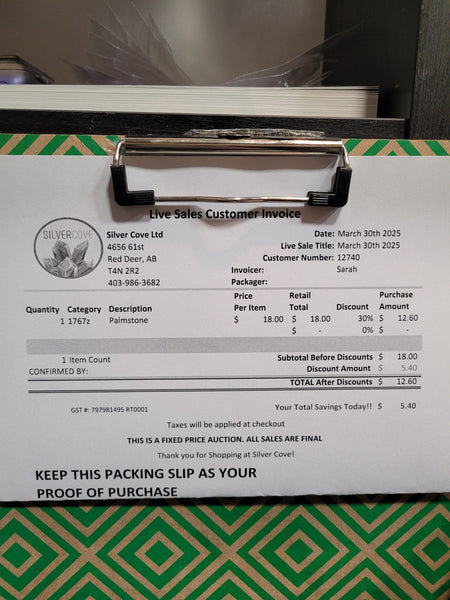 Live Sales Customer Invoice
SILVERCOVE
Silver Cove Ltd
4656 61st
Red Deer, AB
T4N 2R2
403-986-3682
Date: March 30th 2025
Live Sale Title: March 30th 2025
Customer Number: 12740
Invoicer: Sarah
Packager:
Quantity Category Description Price Per Item Retail Total Discount Purchase Amount
1 1767z Palmstone $ 18.00 $ 18.00 30% $ 12.60
$ - 0% $ -
1 Item Count
Subtotal Before Discounts $ 18.00
CONFIRMED BY:
Discount Amount $ 5.40
TOTAL After Discounts $ 12.60
GST #: 797981495 RT0001
Your Total Savings Today!! $ 5.40
Taxes will be applied at checkout
THIS IS A FIXED PRICE AUCTION. ALL SALES ARE FINAL
Thank you for Shopping at Silver Cove!
KEEP THIS PACKING SLIP AS YOUR
PROOF OF PURCHASE